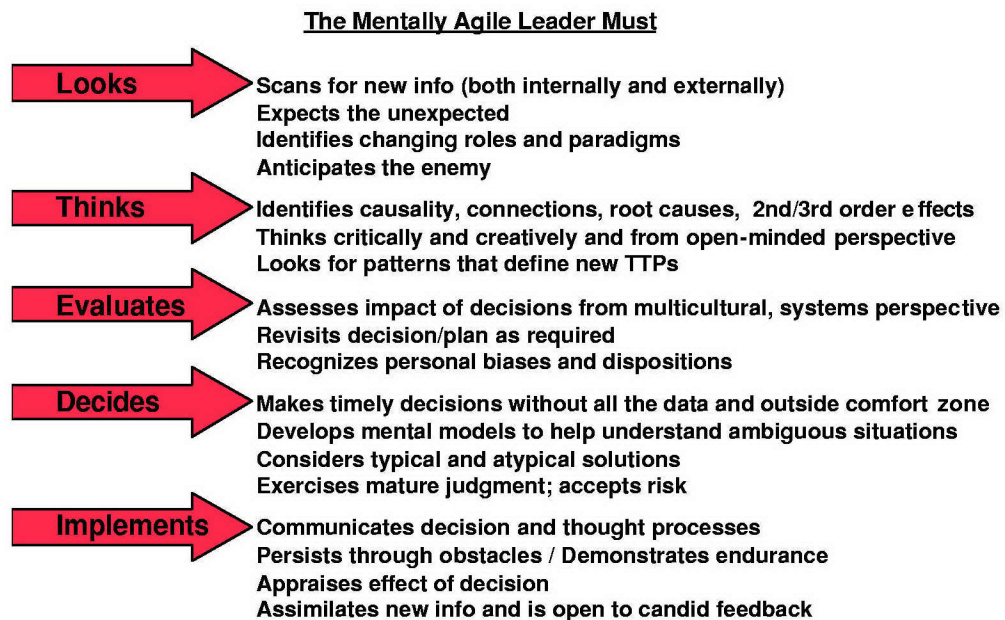 The Mentally Agile Leader Must
Looks
Scans for new info (both internally and externally)
Expects the unexpected
Identifies changing roles and paradigms
Anticipates the enemy
Thinks
Identifies causality, connections, root causes, 2nd/3rd order effects
Thinks critically and creatively and from open-minded perspective
Looks for patterns that define new TTPs
Evaluates
Assesses impact of decisions from multicultural, systems perspective
Revisits decision/plan as required
Recognizes personal biases and dispositions
Decides
Makes timely decisions without all the data and outside comfort zone
Develops mental models to help understand ambiguous situations
Considers typical and atypical solutions
Exercises mature judgment; accepts risk
Implements
Communicates decision and thought processes
Persists through obstacles / Demonstrates endurance
Appraises effect of decision
Assimilates new info and is open to candid feedback